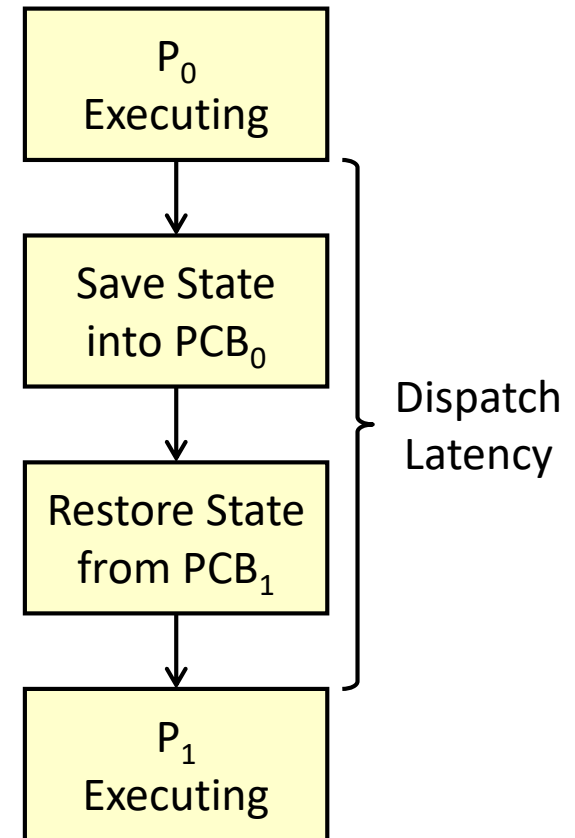 P₀
Executing
Save State
into PCB₀
Dispatch
Latency
Restore State
from PCB₁
P₁
Executing